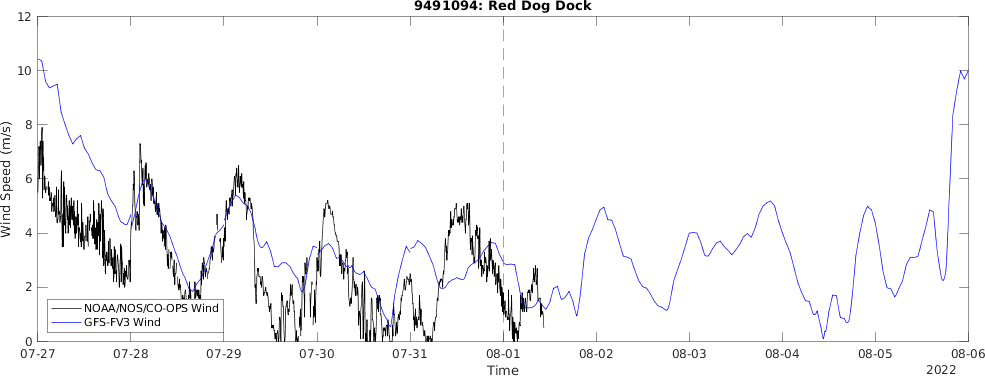 9491094: Red Dog Dock
Wind Speed (m/s)
12
10
8
6
4
2
0
NOAA/NOS/CO-OPS Wind
GFS-FV3 Wind
07-27 07-28 07-29 07-30 07-31 08-01 08-02 08-03 08-04 08-05 08-06
Time
2022